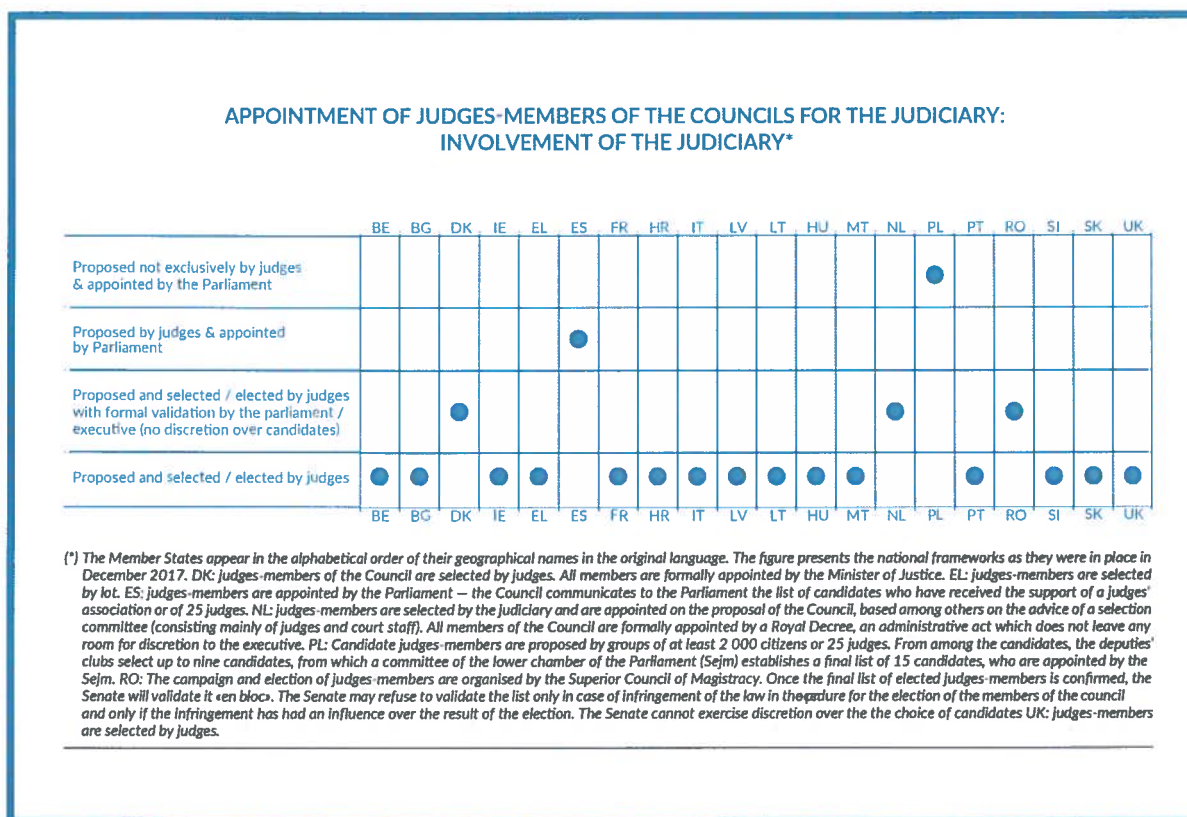 APPOINTMENT OF JUDGES-MEMBERS OF THE COUNCILS FOR THE JUDICIARY:
INVOLVEMENT OF THE JUDICIARY*
BE BG DK IE EL ES FR HR IT LV LT HU MT NL PL PT RO SI SK UK
Proposed not exclusively by judges
& appointed by the Parliament
Proposed by judges & appointed
by Parliament
Proposed and selected / elected by judges
with formal validation by the parliament /
executive (no discretion over candidates)
Proposed and selected / elected by judges
BE BG DK IE EL ES FR HR IT LV LT HU MT NL PL PT RO SI SK UK
(*) The Member States appear in the alphabetical order of their geographical names in the original language. The figure presents the national frameworks as they were in place in
December 2017. DK: judges-members of the Council are selected by judges. All members are formally appointed by the Minister of Justice. EL: judges-members are selected
by lot. ES: judges-members are appointed by the Parliament — the Council communicates to the Parliament the list of candidates who have received the support of a judges'
association or of 25 judges. NL: judges-members are selected by the judiciary and are appointed on the proposal of the Council, based among others on the advice of a selection
committee (consisting mainly of judges and court staff). All members of the Council are formally appointed by a Royal Decree, an administrative act which does not leave any
room for discretion to the executive. PL: Candidate judges-members are proposed by groups of at least 2 000 citizens or 25 judges. From among the candidates, the deputies'
clubs select up to nine candidates, from which a committee of the lower chamber of the Parliament (Sejm) establishes a final list of 15 candidates, who are appointed by the
Sejm. RO: The campaign and election of judges-members are organised by the Superior Council of Magistracy. Once the final list of elected judges-members is confirmed, the
Senate will validate it «en bloc». The Senate may refuse to validate the list only in case of infringement of the law in the for the election of the members of the council
and only if the infringement has had an influence over the result of the election. The Senate cannot exercise discretion over the the choice of candidates UK: judges-members
are selected by judges.